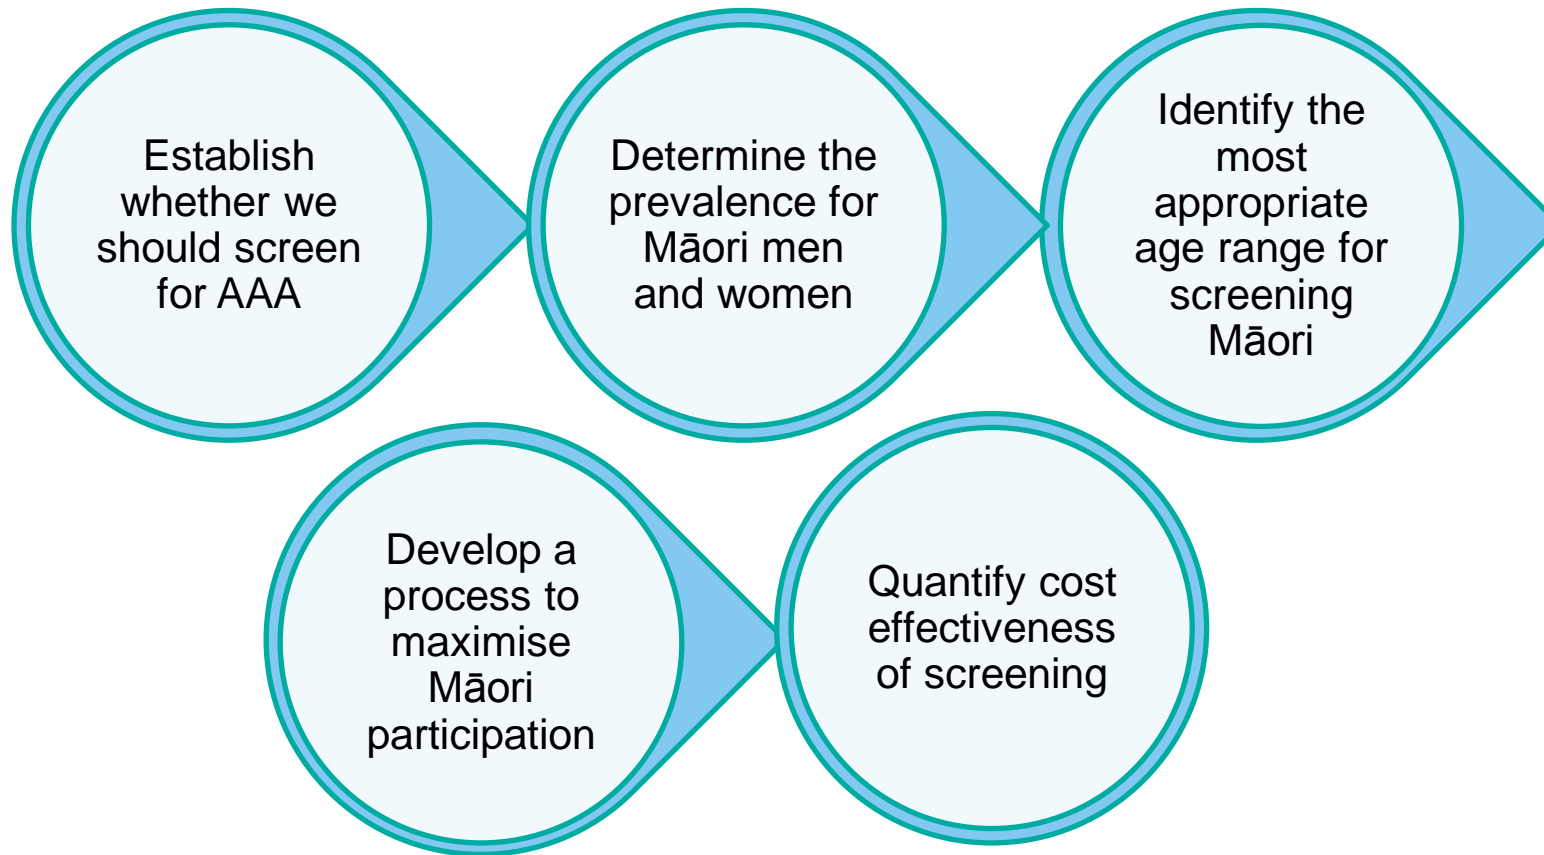 Establish
whether we
should screen
for AAA
Determine the
prevalence for
Māori men
and women
Identify the
most
appropriate
age range for
screening
Māori
Develop a
process to
maximise
Māori
participation
Quantify cost
effectiveness
of screening